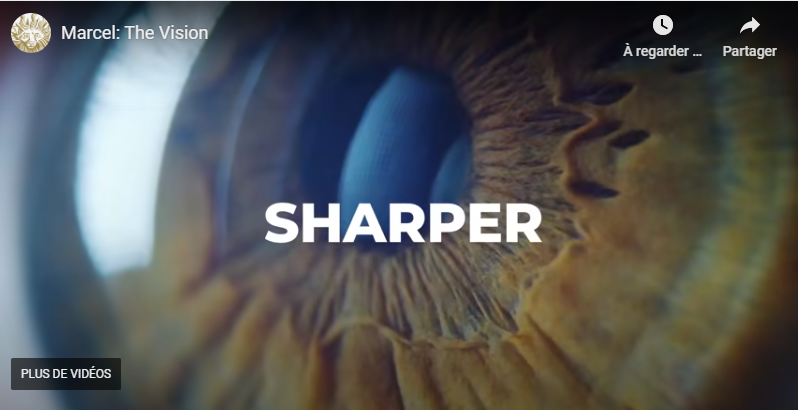 Marcel: The Vision
À regarder ...
Partager
SHARPER
PLUS DE VIDÉOS